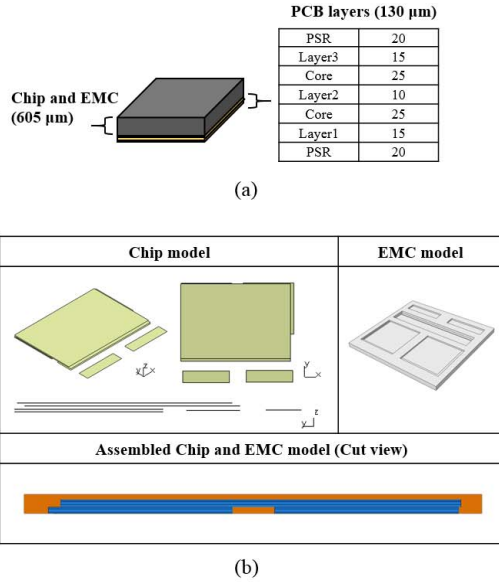 PCB layers (130 μm)
PSR 20
Layer3 15
Core 25
Layer2 10
Core 25
Layer1 15
PSR 20
Chip and EMC
(605 μm)
(a)
Chip model EMC model
y z x
y x
z y
Assembled Chip and EMC model (Cut view)
(b)